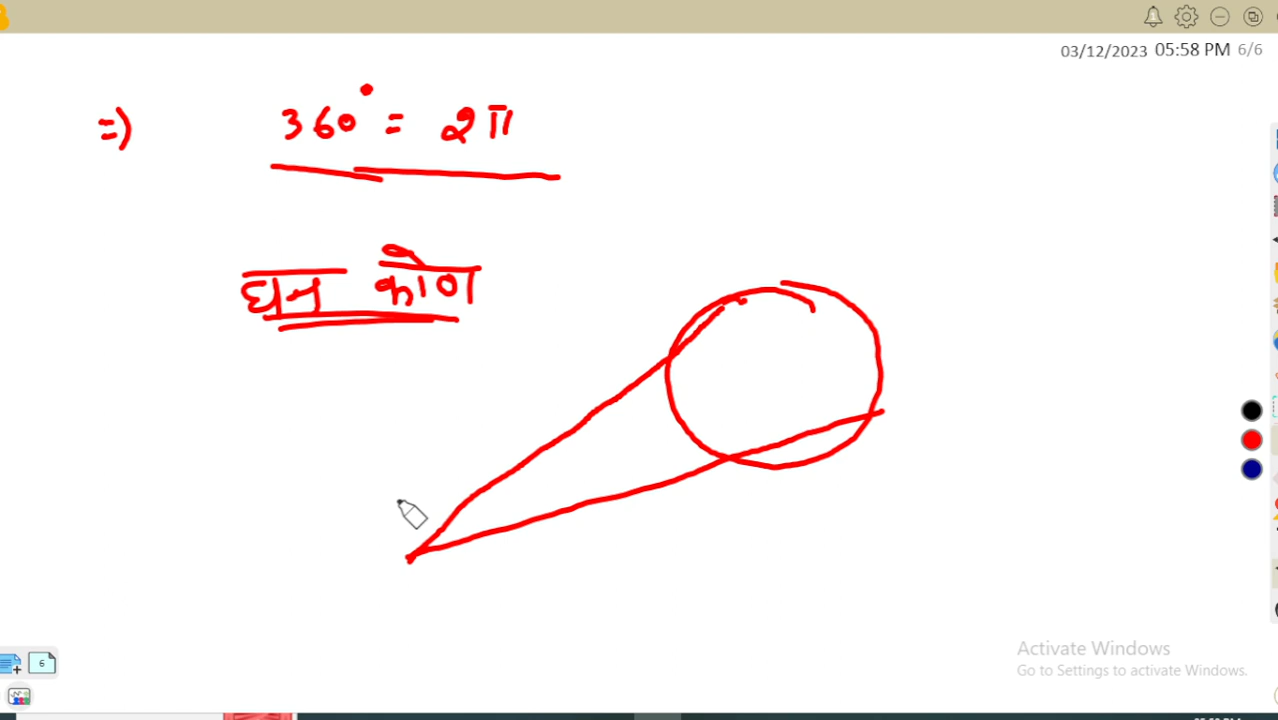 03/12/2023 05:58 PM 6/6
=) 360° = 2π
घन कोण
6
Activate Windows
Go to Settings to activate Windows.